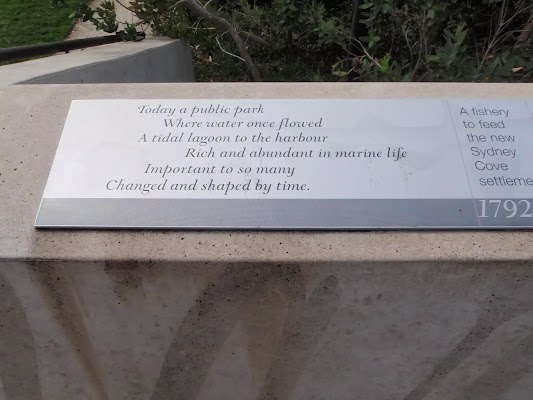 Today a public park
Where water once flowed
A tidal lagoon to the harbour
Rich and abundant in marine life
Important to so many
Changed and shaped by time.
A fishery
to feed
the new
Sydney
Cove
settleme
1792